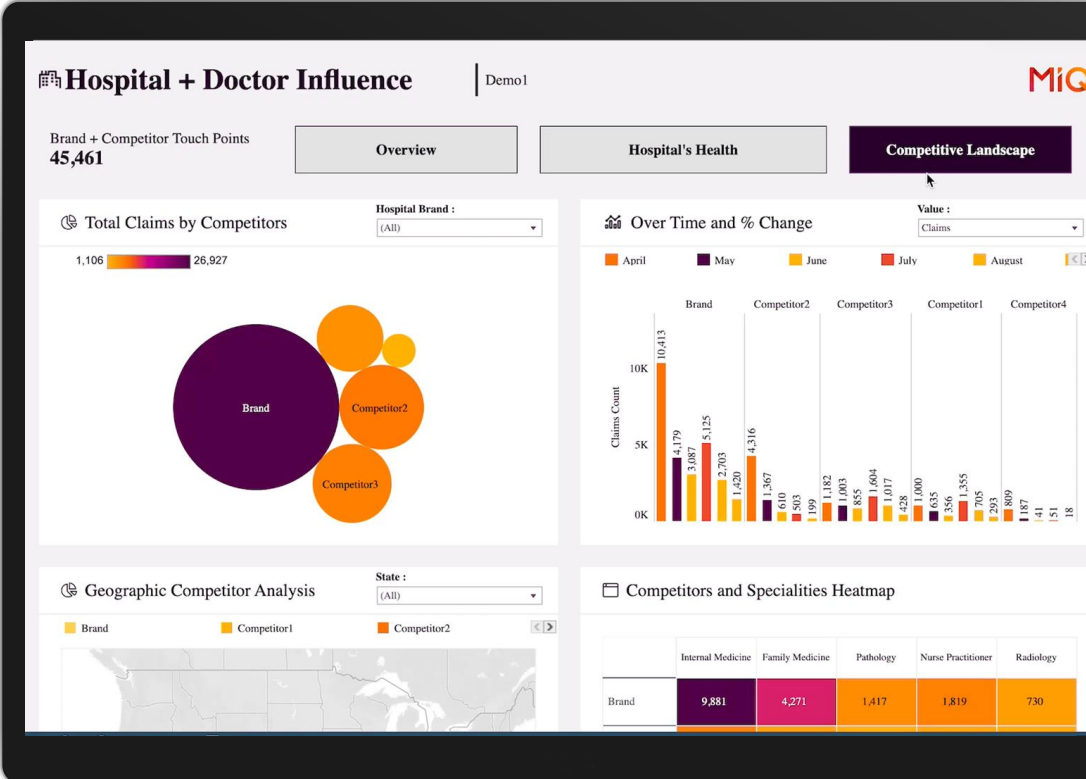 Hospital + Doctor Influence
Demo1
MiQ
Brand + Competitor Touch Points
45,461
Overview
Hospital's Health
Competitive Landscape
Total Claims by Competitors
Hospital Brand :
(All)
1,106
26,927
Brand
Competitor2
Competitor3
Over Time and % Change
Value :
Claims
April
May
June
July
August
Brand
Competitor2
Competitor3
Competitor1
Competitor4
Claims Count
10K
5K
0K
10,413
4,179
3,087
5,125
2,703
1,420
4,316
1,367
610
503
199
1,182
1,003
855
1,604
1,017
428
1,000
635
356
1,355
705
293
809
187
41
51
18
Geographic Competitor Analysis
State :
(All)
Brand
Competitor1
Competitor2
Competitors and Specialities Heatmap
Internal Medicine Family Medicine Pathology Nurse Practitioner Radiology
Brand 9,881 4,271 1,417 1,819 730